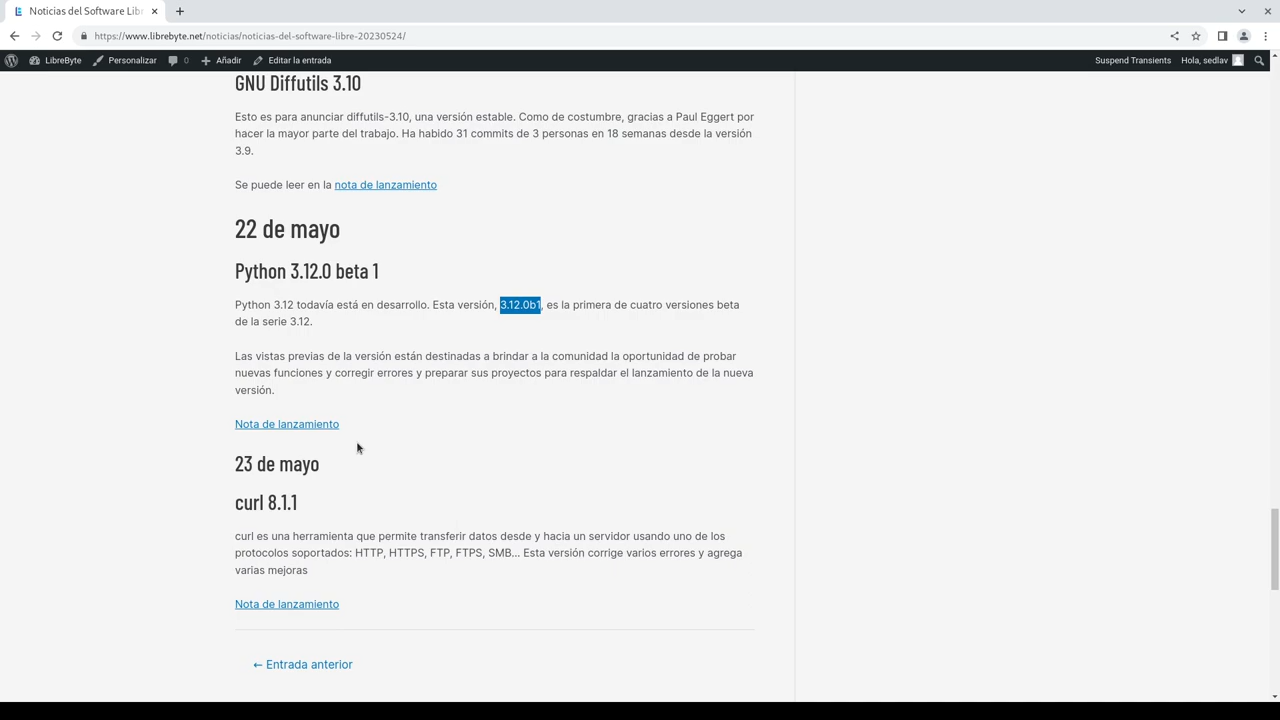 Noticias del Software Libr
https://www.librebyte.net/noticias/noticias-del-software-libre-20230524/
LibreByte Personalizar 0 Añadir Editar la entrada Suspend Transients Hola, sedlav
GNU Diffutils 3.10
Esto es para anunciar diffutils-3.10, una versión estable. Como de costumbre, gracias a Paul Eggert por
hacer la mayor parte del trabajo. Ha habido 31 commits de 3 personas en 18 semanas desde la versión
3.9.
Se puede leer en la nota de lanzamiento
22 de mayo
Python 3.12.0 beta 1
Python 3.12 todavía está en desarrollo. Esta versión, 3.12.0b1, es la primera de cuatro versiones beta
de la serie 3.12.
Las vistas previas de la versión están destinadas a brindar a la comunidad la oportunidad de probar
nuevas funciones y corregir errores y preparar sus proyectos para respaldar el lanzamiento de la nueva
versión.
Nota de lanzamiento
23 de mayo
curl 8.1.1
curl es una herramienta que permite transferir datos desde y hacia un servidor usando uno de los
protocolos soportados: HTTP, HTTPS, FTP, FTPS, SMB... Esta versión corrige varios errores y agrega
varias mejoras
Nota de lanzamiento
← Entrada anterior